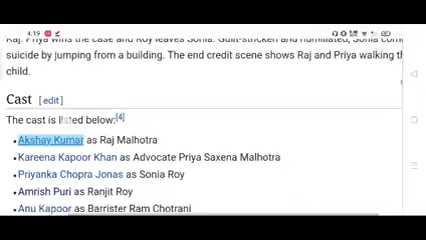 4:19
Raj. Priya wins the case and Roy leaves Sonia. Guilt-stricken and humiliated, Sonia com
suicide by jumping from a building. The end credit scene shows Raj and Priya walking th
child.
Cast [edit]
The cast is listed below:[4]
• Akshay Kumar as Raj Malhotra
• Kareena Kapoor Khan as Advocate Priya Saxena Malhotra
• Priyanka Chopra Jonas as Sonia Roy
• Amrish Puri as Ranjit Roy
• Anu Kapoor as Barrister Ram Chotrani